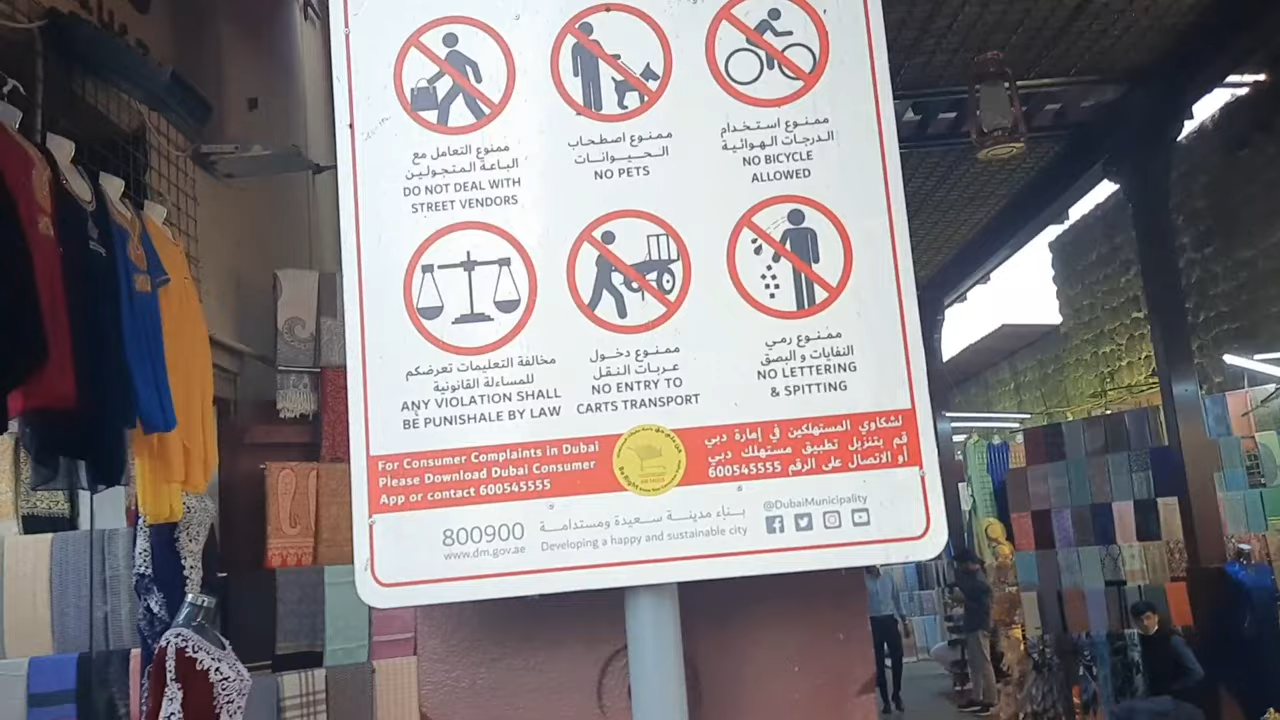 ممنوع التعامل مع
الباعة المتجولين
DO NOT DEAL WITH
STREET VENDORS
ممنوع اصطحاب
الحيوانات
NO PETS
ممنوع استخدام
الدرجات الهوائية
NO BICYCLE
ALLOWED
مخالفة التعليمات تعرضكم
للمساءلة القانونية
ANY VIOLATION SHALL
BE PUNISHALE BY LAW
ممنوع دخول
عربات النقل
NO ENTRY TO
CARTS TRANSPORT
ممنوع رمي
النفايات و البصق
NO LETTERING
& SPITTING
For Consumer Complaints in Dubai
Please Download Dubai Consumer
App or contact 600545555
لشكاوي المستهلكين في إمارة دبي
قم بتنزيل تطبيق مستهلك دبي
أو الاتصال على الرقم 600545555
800900
www.dm.gov.ae
بناء مدينة سعيدة ومستدامة
Developing a happy and sustainable city
@DubaiMunicipality